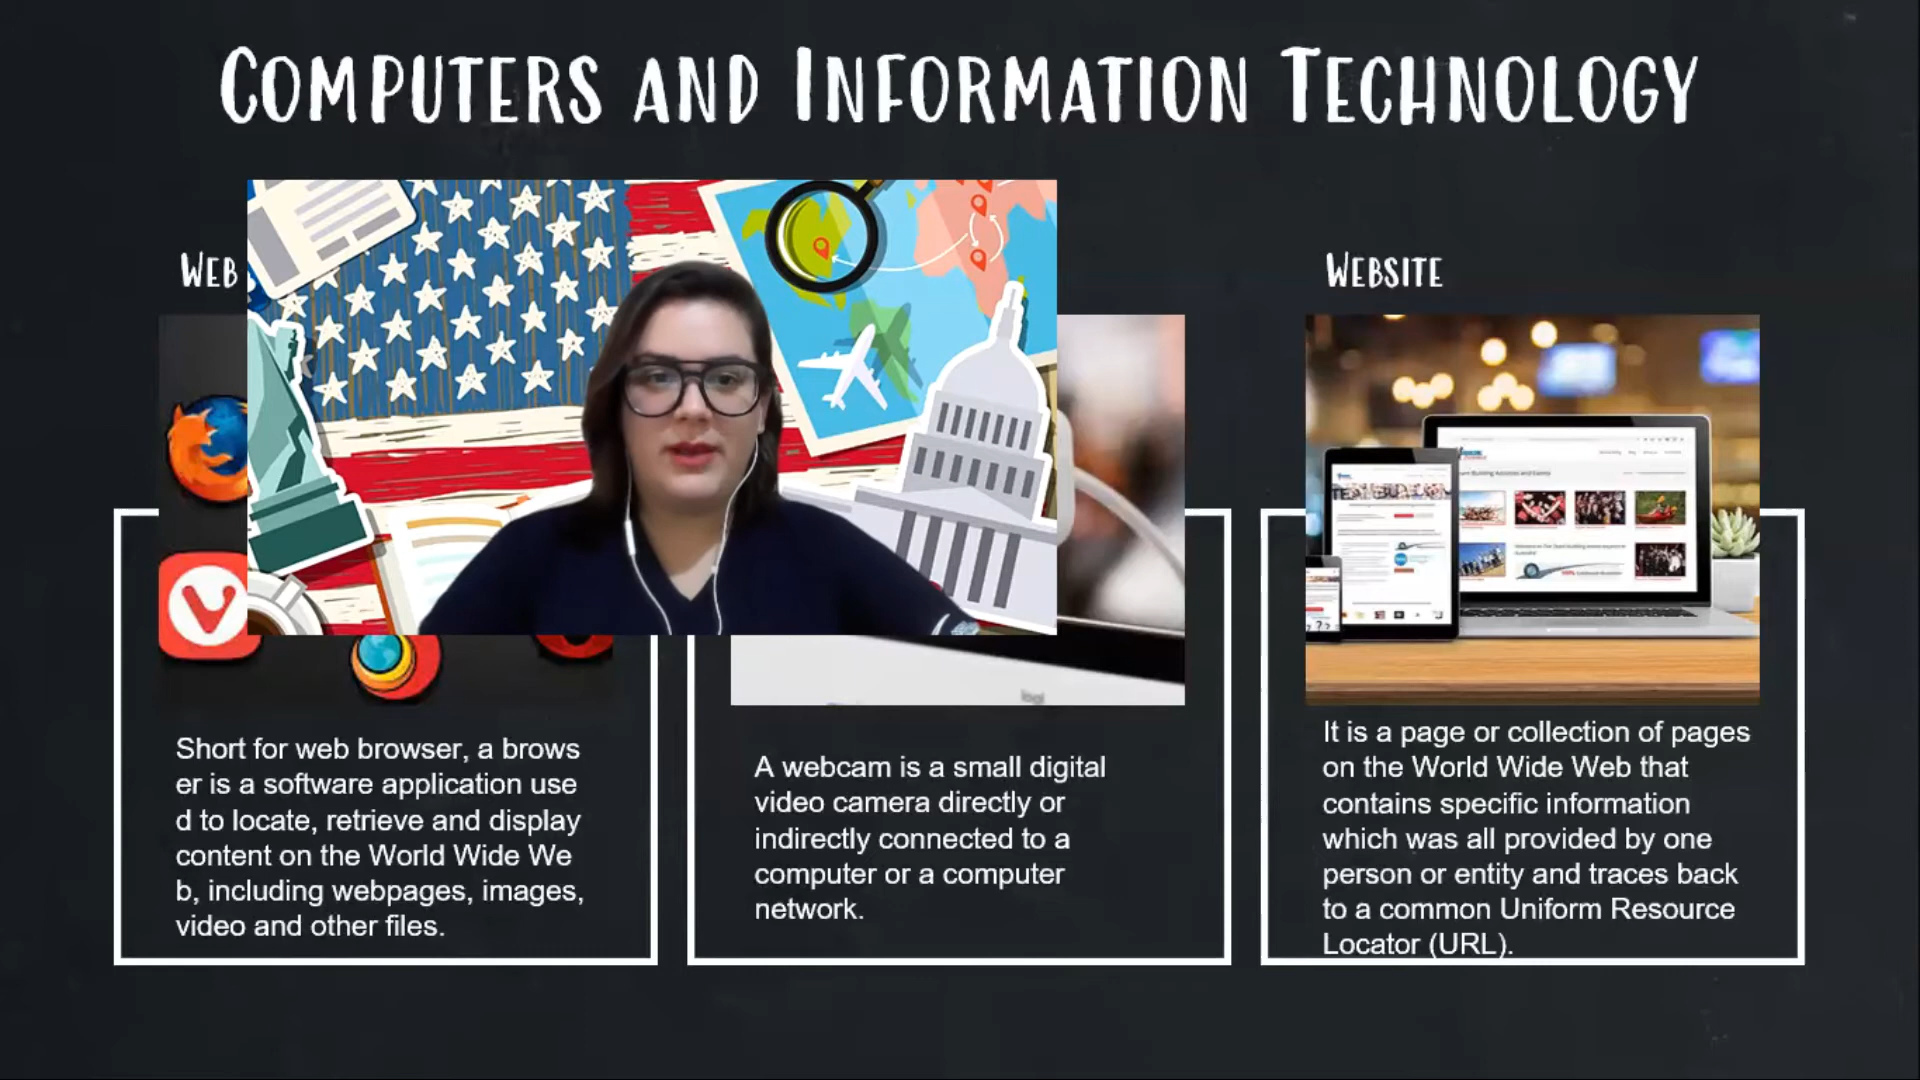 COMPUTERS AND INFORMATION TECHNOLOGY
WEB
Short for web browser, a brows
er is a software application use
d to locate, retrieve and display
content on the World Wide We
b, including webpages, images,
video and other files.
logi
A webcam is a small digital
video camera directly or
indirectly connected to a
computer or a computer
network.
WEBSITE
It is a page or collection of pages
on the World Wide Web that
contains specific information
which was all provided by one
person or entity and traces back
to a common Uniform Resource
Locator (URL).